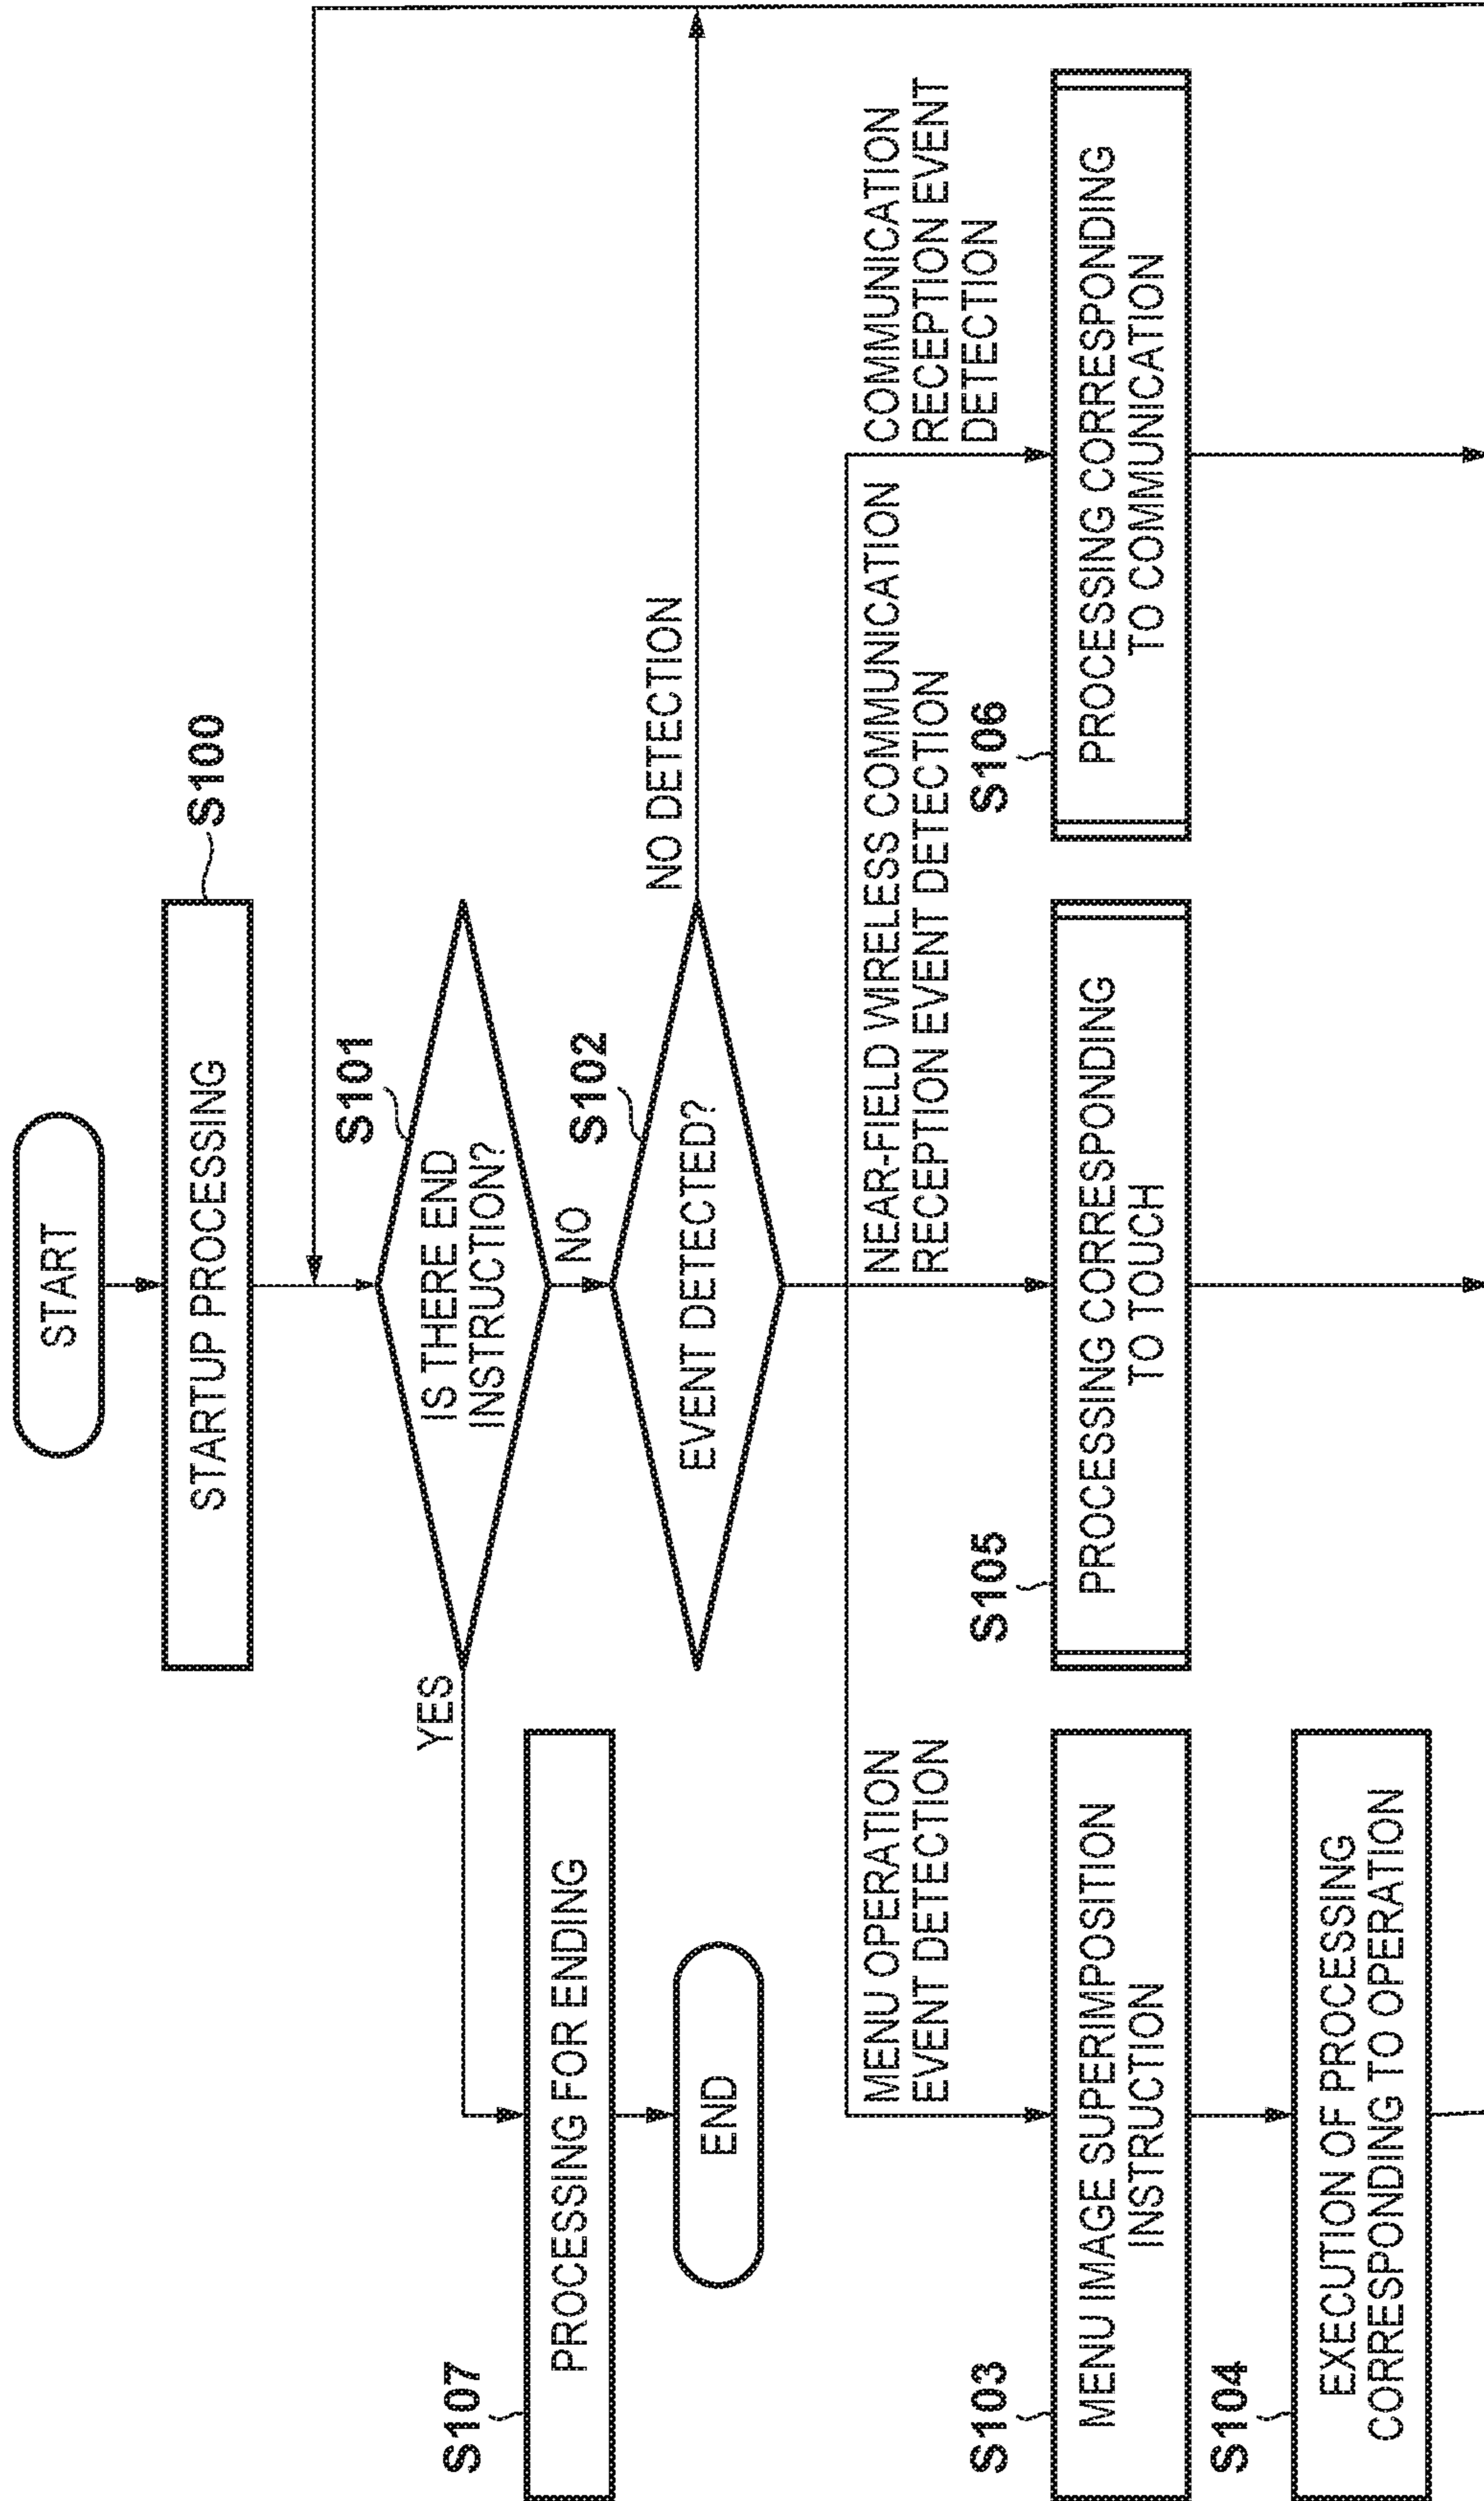 START
S100
STARTUP PROCESSING
S101
IS THERE END
INSTRUCTION?
YES
NO
S107
PROCESSING FOR ENDING
END
S102
EVENT DETECTED?
NO DETECTION
MENU OPERATION
EVENT DETECTION
NEAR-FIELD WIRELESS COMMUNICATION
RECEPTION EVENT DETECTION
COMMUNICATION
RECEPTION EVENT
DETECTION
S103
MENU IMAGE SUPERIMPOSITION
INSTRUCTION
S105
PROCESSING CORRESPONDING
TO TOUCH
S106
PROCESSING CORRESPONDING
TO COMMUNICATION
S104
EXECUTION OF PROCESSING
CORRESPONDING TO OPERATION